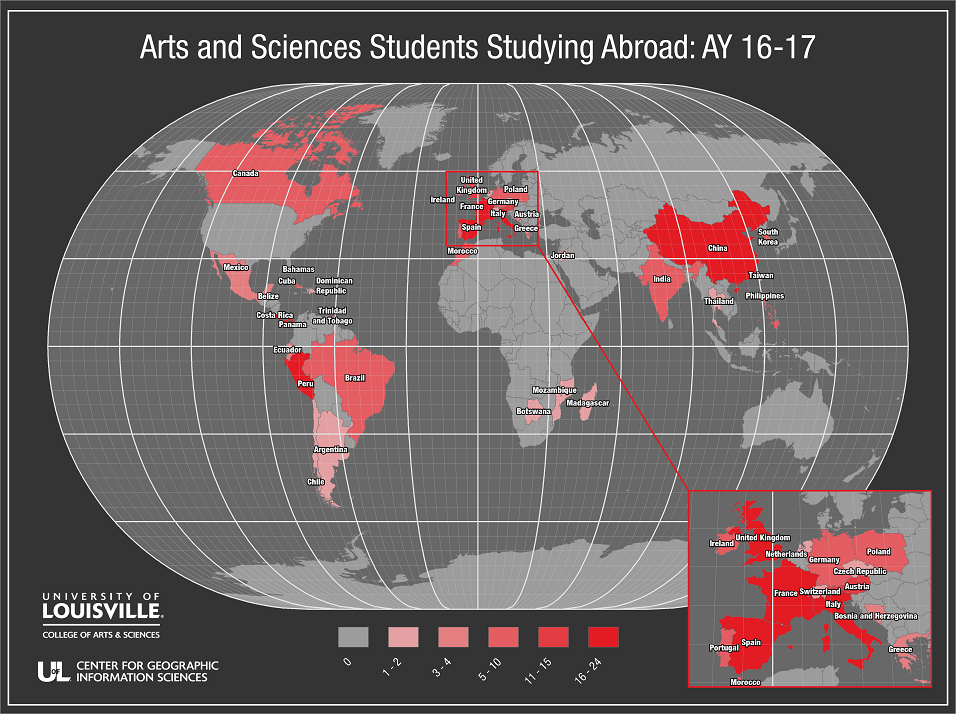 Arts and Sciences Students Studying Abroad: AY 16-17
Canada
United
Kingdom
Poland
Ireland
Germany
France
Italy
Austria
Spain
Greece
Morocco
Jordan
China
South
Korea
Taiwan
India
Thailand
Philippines
Mexico
Bahamas
Cuba
Dominican
Republic
Belize
Costa Rica
Panama
Trinidad
and Tobago
Ecuador
Peru
Brazil
Mozambique
Madagascar
Botswana
Argentina
Chile
Ireland
United Kingdom
Netherlands
Germany
Poland
Czech Republic
Austria
France
Switzerland
Italy
Bosnia and Herzegovina
Portugal
Spain
Greece
Morocco
UNIVERSITY OF
LOUISVILLE.
COLLEGE OF ARTS & SCIENCES
UL CENTER FOR GEOGRAPHIC
INFORMATION SCIENCES
0
1 - 2
3 - 4
5 - 10
11 - 15
16 - 24